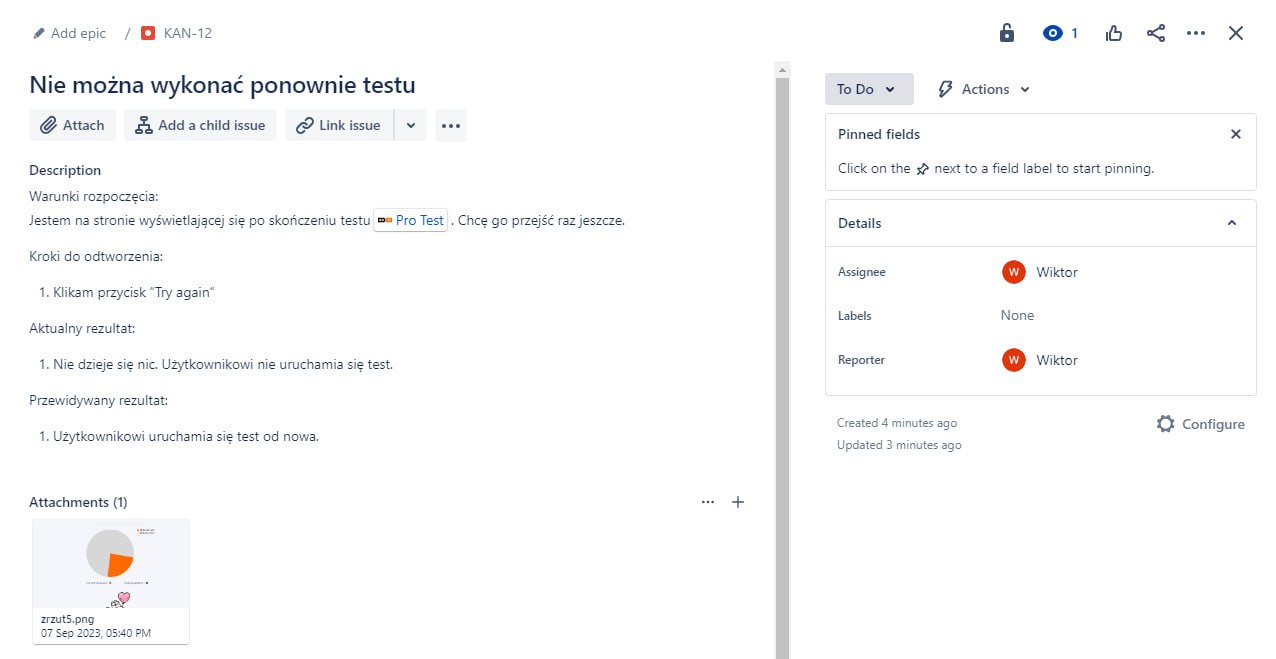 Add epic / KAN-12
1
Nie można wykonać ponownie testu
Attach
Add a child issue
Link issue
Description
Warunki rozpoczęcia:
Jestem na stronie wyświetlającej się po skończeniu testu Pro Test . Chcę go przejść raz jeszcze.
Kroki do odtworzenia:
1. Klikam przycisk “Try again“
Aktualny rezultat:
1. Nie dzieje się nic. Użytkownikowi nie uruchamia się test.
Przewidywany rezultat:
1. Użytkownikowi uruchamia się test od nowa.
Attachments (1)
zrzut5.png
07 Sep 2023, 05:40 PM
To Do
Actions
Pinned fields
Click on the next to a field label to start pinning.
Details
Assignee
W Wiktor
Labels
None
Reporter
W Wiktor
Created 4 minutes ago
Updated 3 minutes ago
Configure